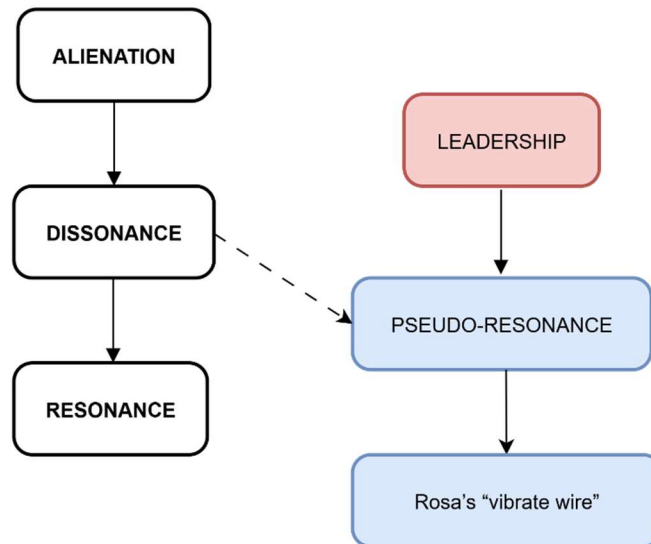 ALIENATION
LEADERSHIP
DISSONANCE
PSEUDO-RESONANCE
RESONANCE
Rosa's “vibrate wire”